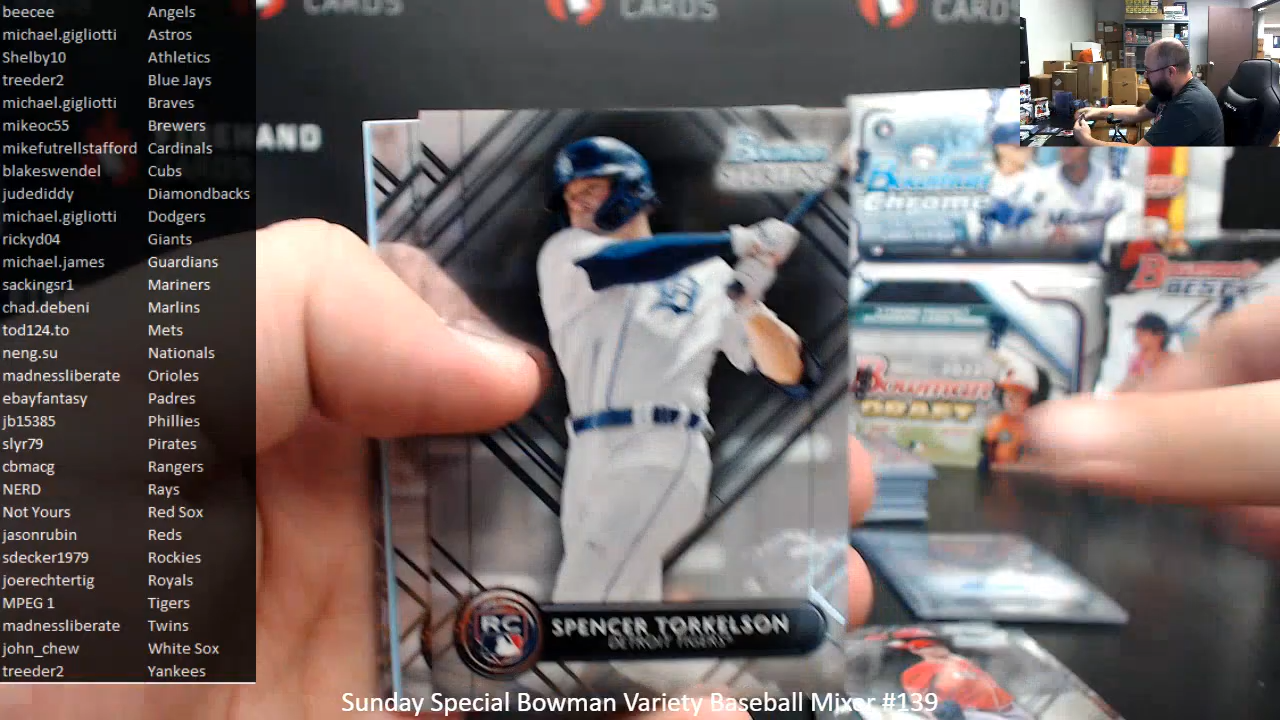 beecee Angels
michael.gigliotti Astros
Shelby10 Athletics
treeder2 Blue Jays
michael.gigliotti Braves
mikeoc55 Brewers
mikefutrellstafford Cardinals
blakeswendel Cubs
judediddy Diamondbacks
michael.gigliotti Dodgers
rickyd04 Giants
michael.james Guardians
sackingsr1 Mariners
chad.debeni Marlins
tod124.to Mets
neng.su Nationals
madnessliberate Orioles
ebayfantasy Padres
jb15385 Phillies
slyr79 Pirates
cbmacg Rangers
NERD Rays
Not Yours Red Sox
jasonrubin Reds
sdecker1979 Rockies
joerechtertig Royals
MPEG 1 Tigers
madnessliberate Twins
john_chew White Sox
treeder2 Yankees
CARDS
CARDS
CARDS
Bowman
Bowman
Chrome
Bowman
DRAFT
Bowman
BEST
RC
SPENCER TORKELSON
DETROIT TIGERS
Sunday Special Bowman Variety Baseball Mixer #139